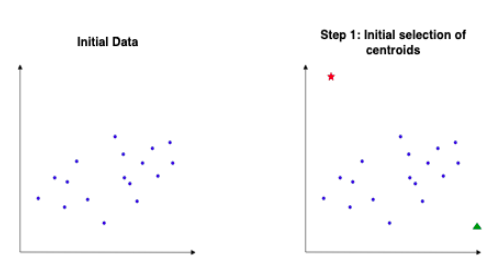 Initial Data
Step 1: Initial selection of
centroids